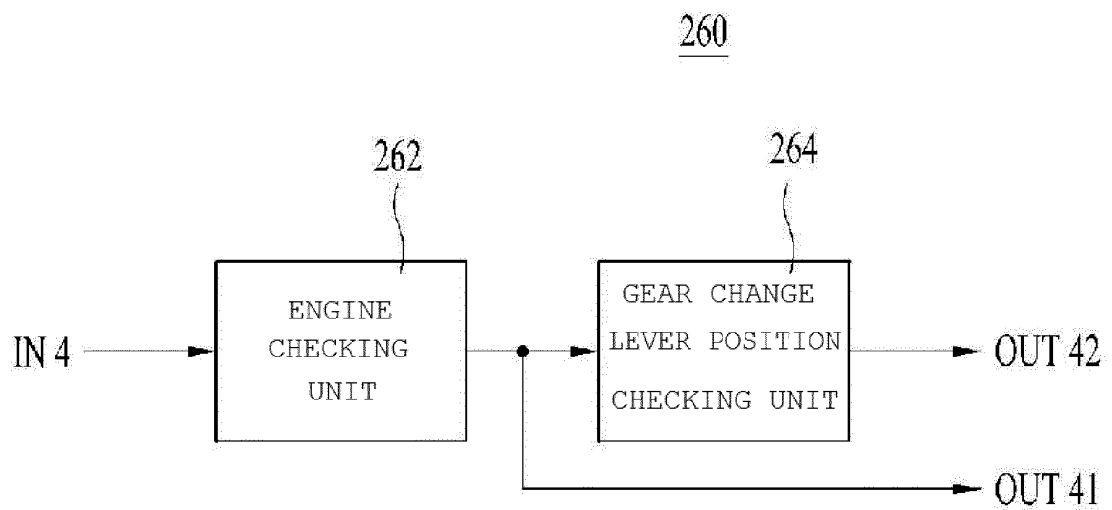 260
262
264
ENGINE
CHECKING
UNIT
GEAR CHANGE
LEVER POSITION
CHECKING UNIT
IN 4
OUT 42
OUT 41